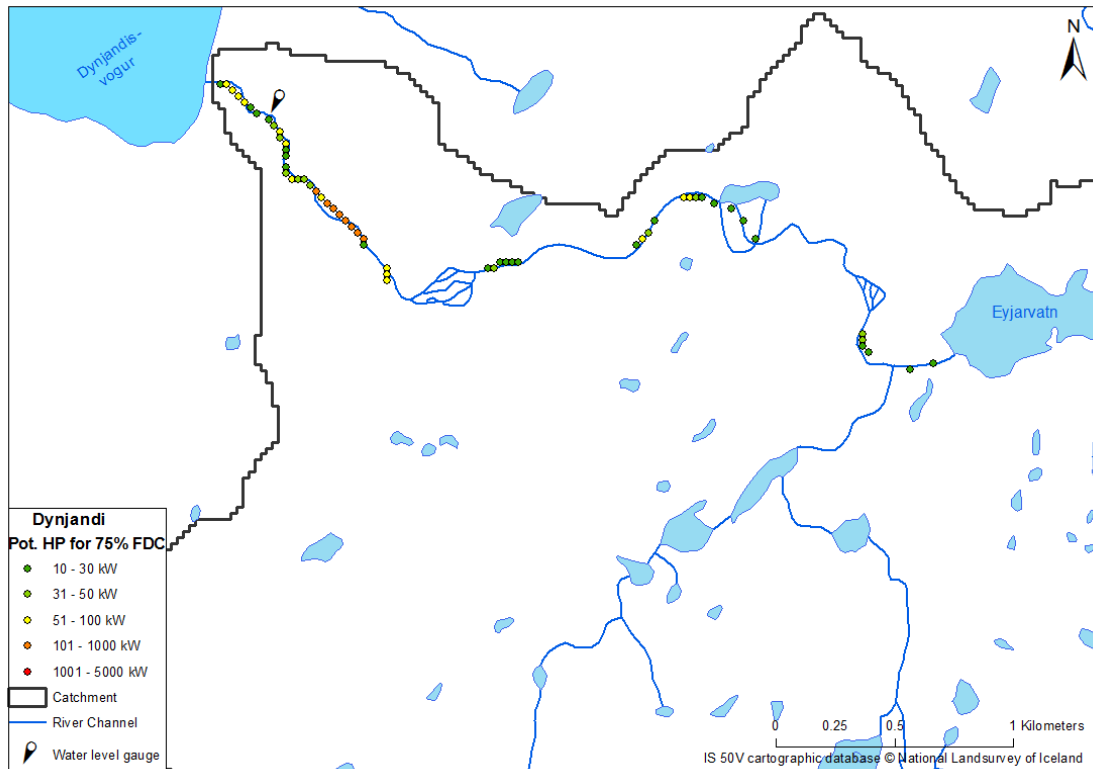 Dynjandis-
vogur
N
Eyjarvatn
Dynjandi
Pot. HP for 75% FDC
10 - 30 kW
31 - 50 kW
51 - 100 kW
101 - 1000 kW
1001 - 5000 kW
Catchment
River Channel
Water level gauge
0 0.25 0.5 1 Kilometers
IS 50V cartographic database © National Landsurvey of Iceland